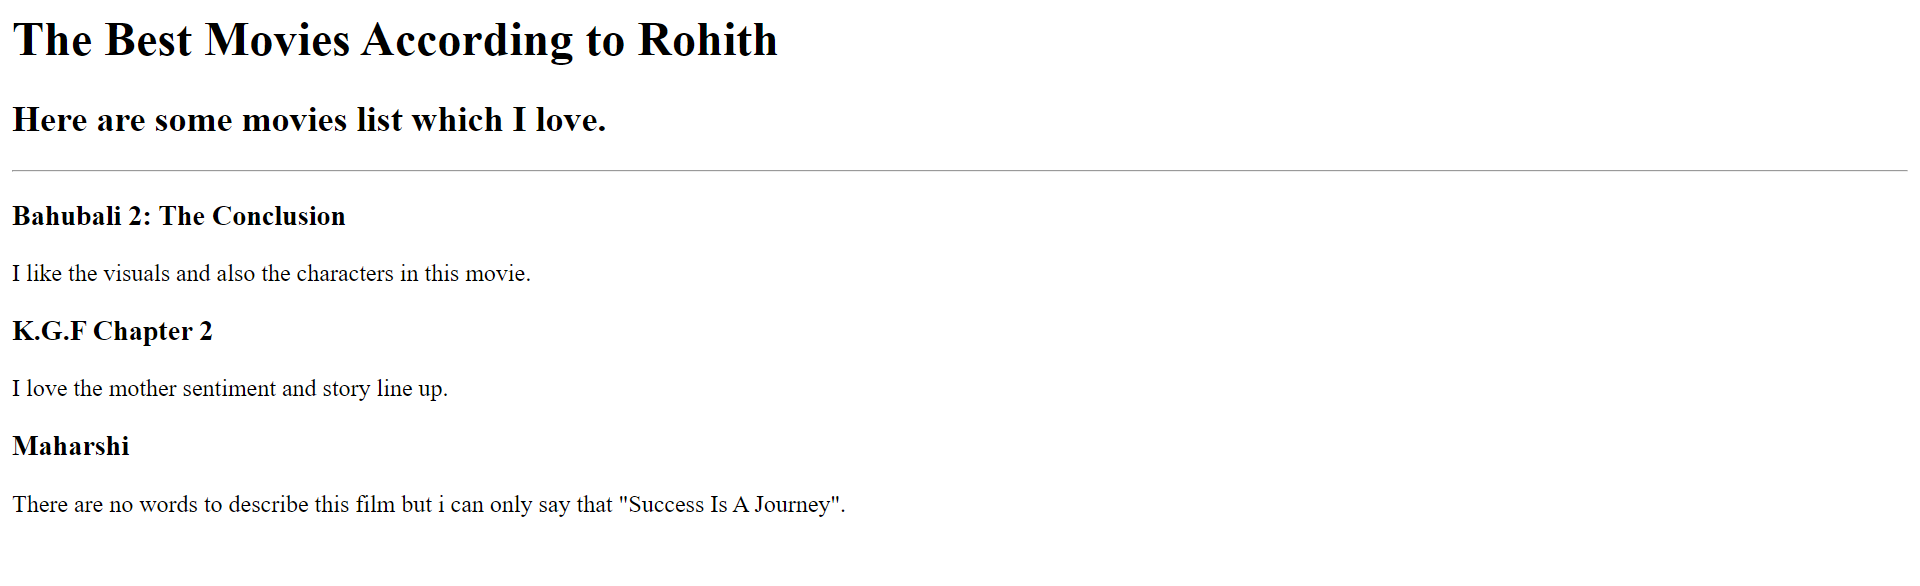 The Best Movies According to Rohith
Here are some movies list which I love.
Bahubali 2: The Conclusion
I like the visuals and also the characters in this movie.
K.G.F Chapter 2
I love the mother sentiment and story line up.
Maharshi
There are no words to describe this film but i can only say that "Success Is A Journey".